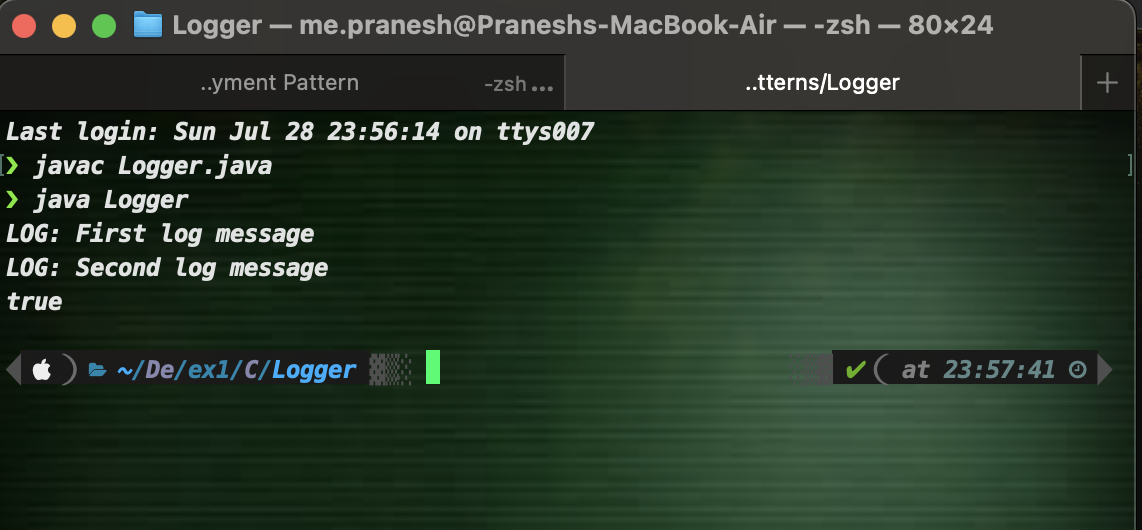 Logger — me.pranesh@Praneshs-MacBook-Air — -zsh — 80×24
..yment Pattern -zsh ... ..tterns/Logger +
Last login: Sun Jul 28 23:56:14 on ttys007
[❯ javac Logger.java ]
❯ java Logger
LOG: First log message
LOG: Second log message
true
~/De/ex1/C/Logger ✔ at 23:57:41